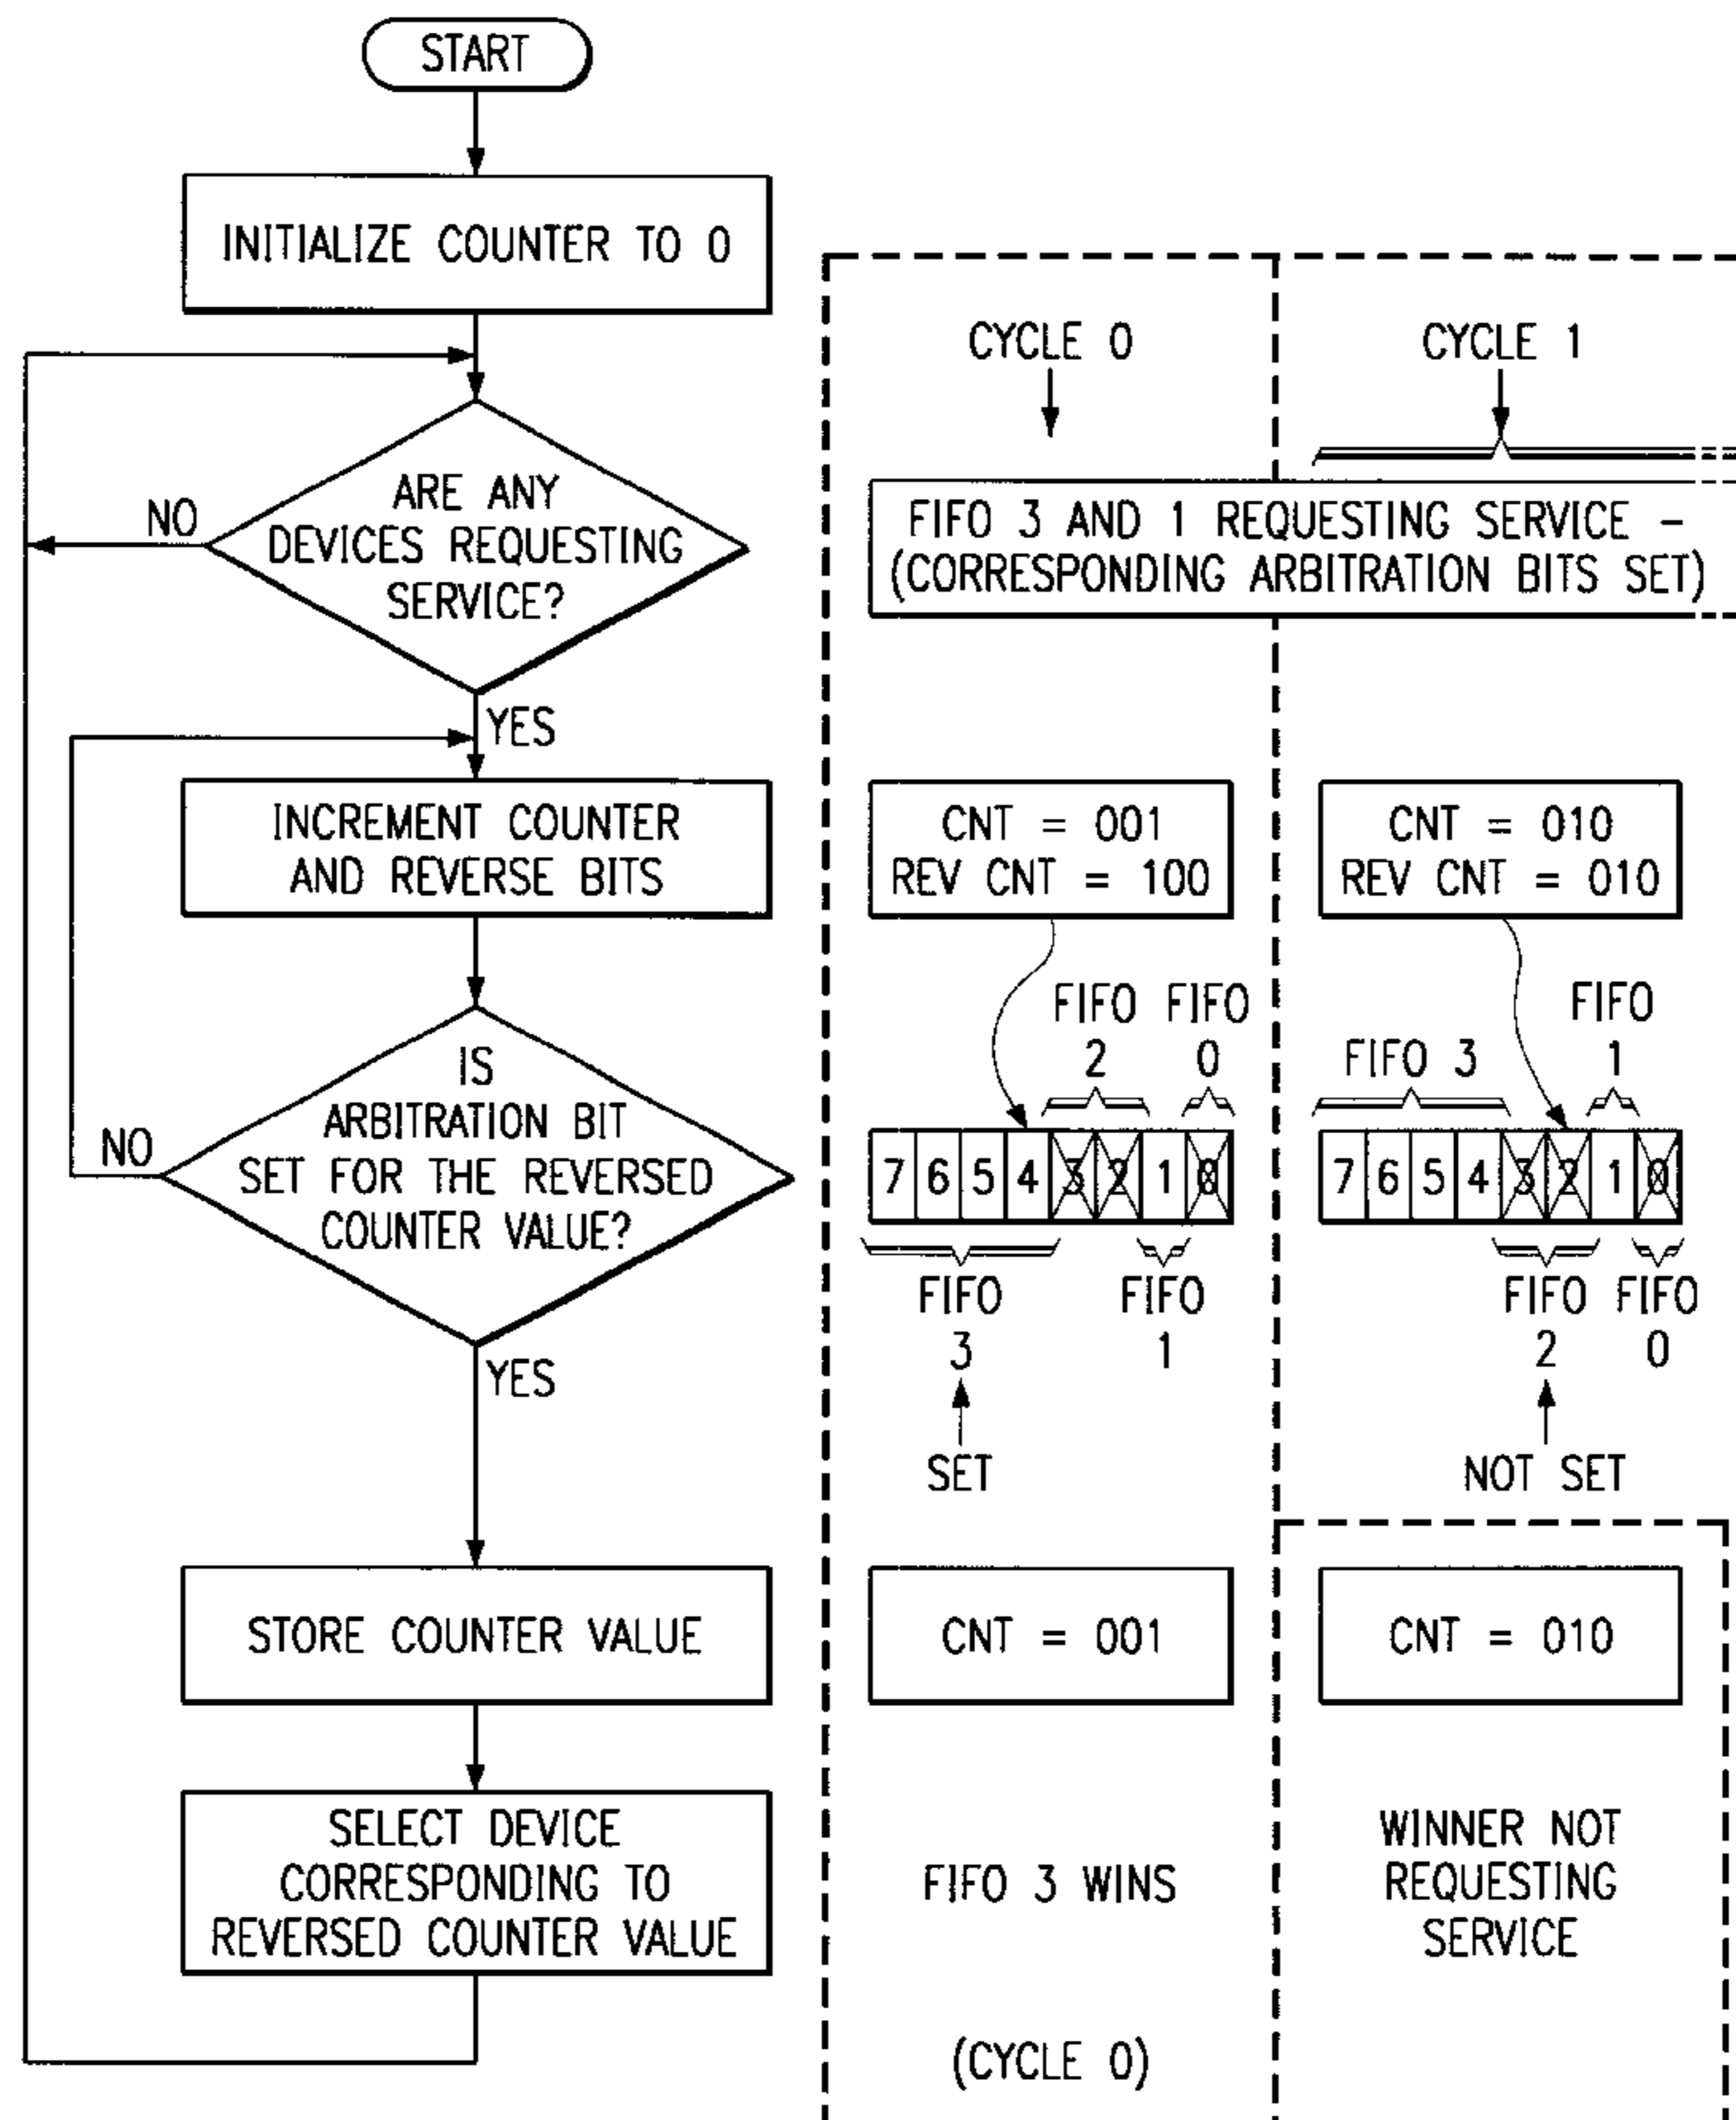 START
INITIALIZE COUNTER TO 0
ARE ANY
DEVICES REQUESTING
SERVICE?
NO
YES
INCREMENT COUNTER
AND REVERSE BITS
IS
ARBITRATION BIT
SET FOR THE REVERSED
COUNTER VALUE?
NO
YES
STORE COUNTER VALUE
SELECT DEVICE
CORRESPONDING TO
REVERSED COUNTER VALUE
CYCLE 0
CYCLE 1
FIFO 3 AND 1 REQUESTING SERVICE -
(CORRESPONDING ARBITRATION BITS SET)
CNT = 001
REV CNT = 100
FIFO 2
FIFO 0
7 6 5 4 3 2 1 0
FIFO 3
FIFO 1
SET
CNT = 001
FIFO 3 WINS
(CYCLE 0)
CNT = 010
REV CNT = 010
FIFO 3
FIFO 1
7 6 5 4 3 2 1 0
FIFO 2
FIFO 0
NOT SET
CNT = 010
WINNER NOT
REQUESTING
SERVICE